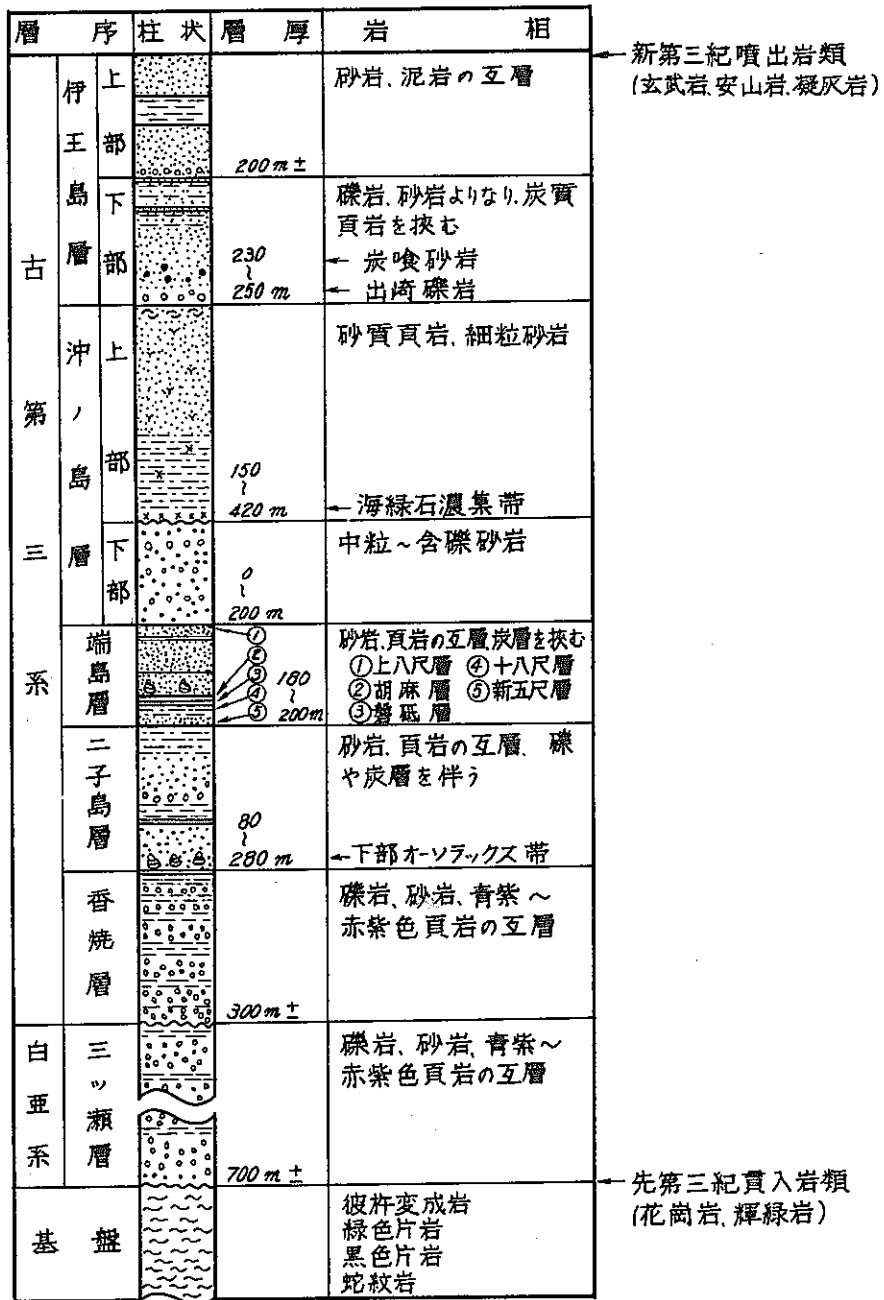 層序 柱状 層厚 岩相
古第三系
伊王島層
上部
200m±
砂岩、泥岩の互層
←新第三紀噴出岩類
(玄武岩、安山岩、凝灰岩)
下部
230
~
250m
礫岩、砂岩よりなり、炭質
頁岩を挟む
←炭喰砂岩
←出崎礫岩
沖ノ島層
上部
150
~
420m
砂質頁岩、細粒砂岩
←海緑石濃集帯
下部
0
~
200m
中粒~含礫砂岩
端島層
①
②
③ 180
④ ~
⑤ 200m
砂岩、頁岩の互層、炭層を挟む
①上八尺層 ④十八尺層
②胡麻層 ⑤新五尺層
③磐砥層
二子島層
80
~
280m
砂岩、頁岩の互層、礫
や炭層を伴う
←下部オーソラックス帯
香焼層
300m±
礫岩、砂岩、青紫~
赤紫色頁岩の互層
白亜系
三ツ瀬層
700m±
礫岩、砂岩、青紫~
赤紫色頁岩の互層
←先第三紀貫入岩類
(花崗岩、輝緑岩)
基盤
彼杵変成岩
緑色片岩
黒色片岩
蛇紋岩